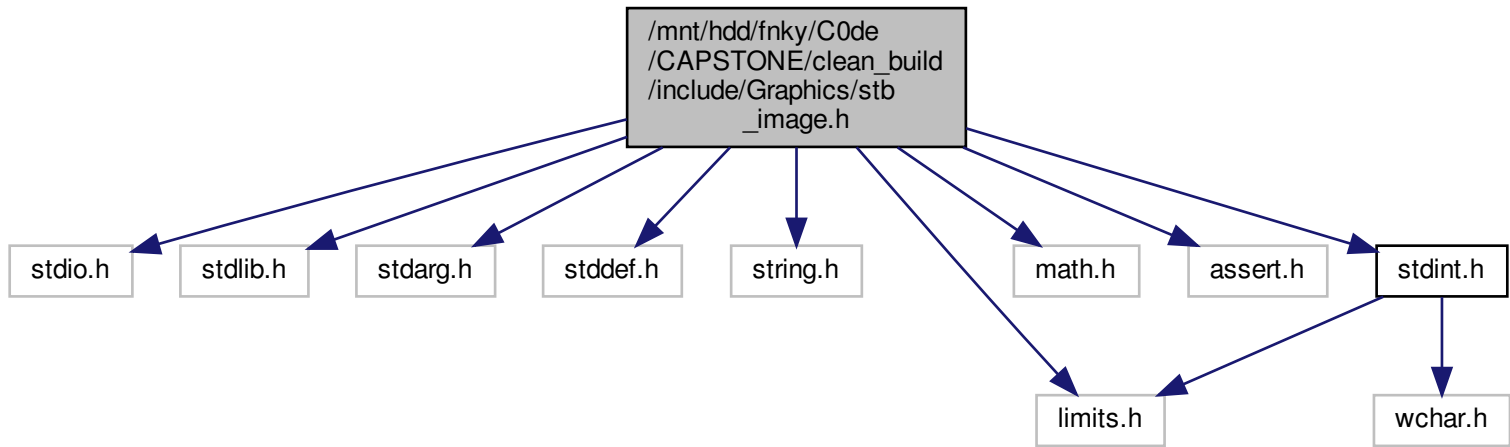 /mnt/hdd/fnky/C0de
/CAPSTONE/clean_build
/include/Graphics/stb
_image.h
stdio.h
stdlib.h
stdarg.h
stddef.h
string.h
math.h
assert.h
stdint.h
limits.h
wchar.h